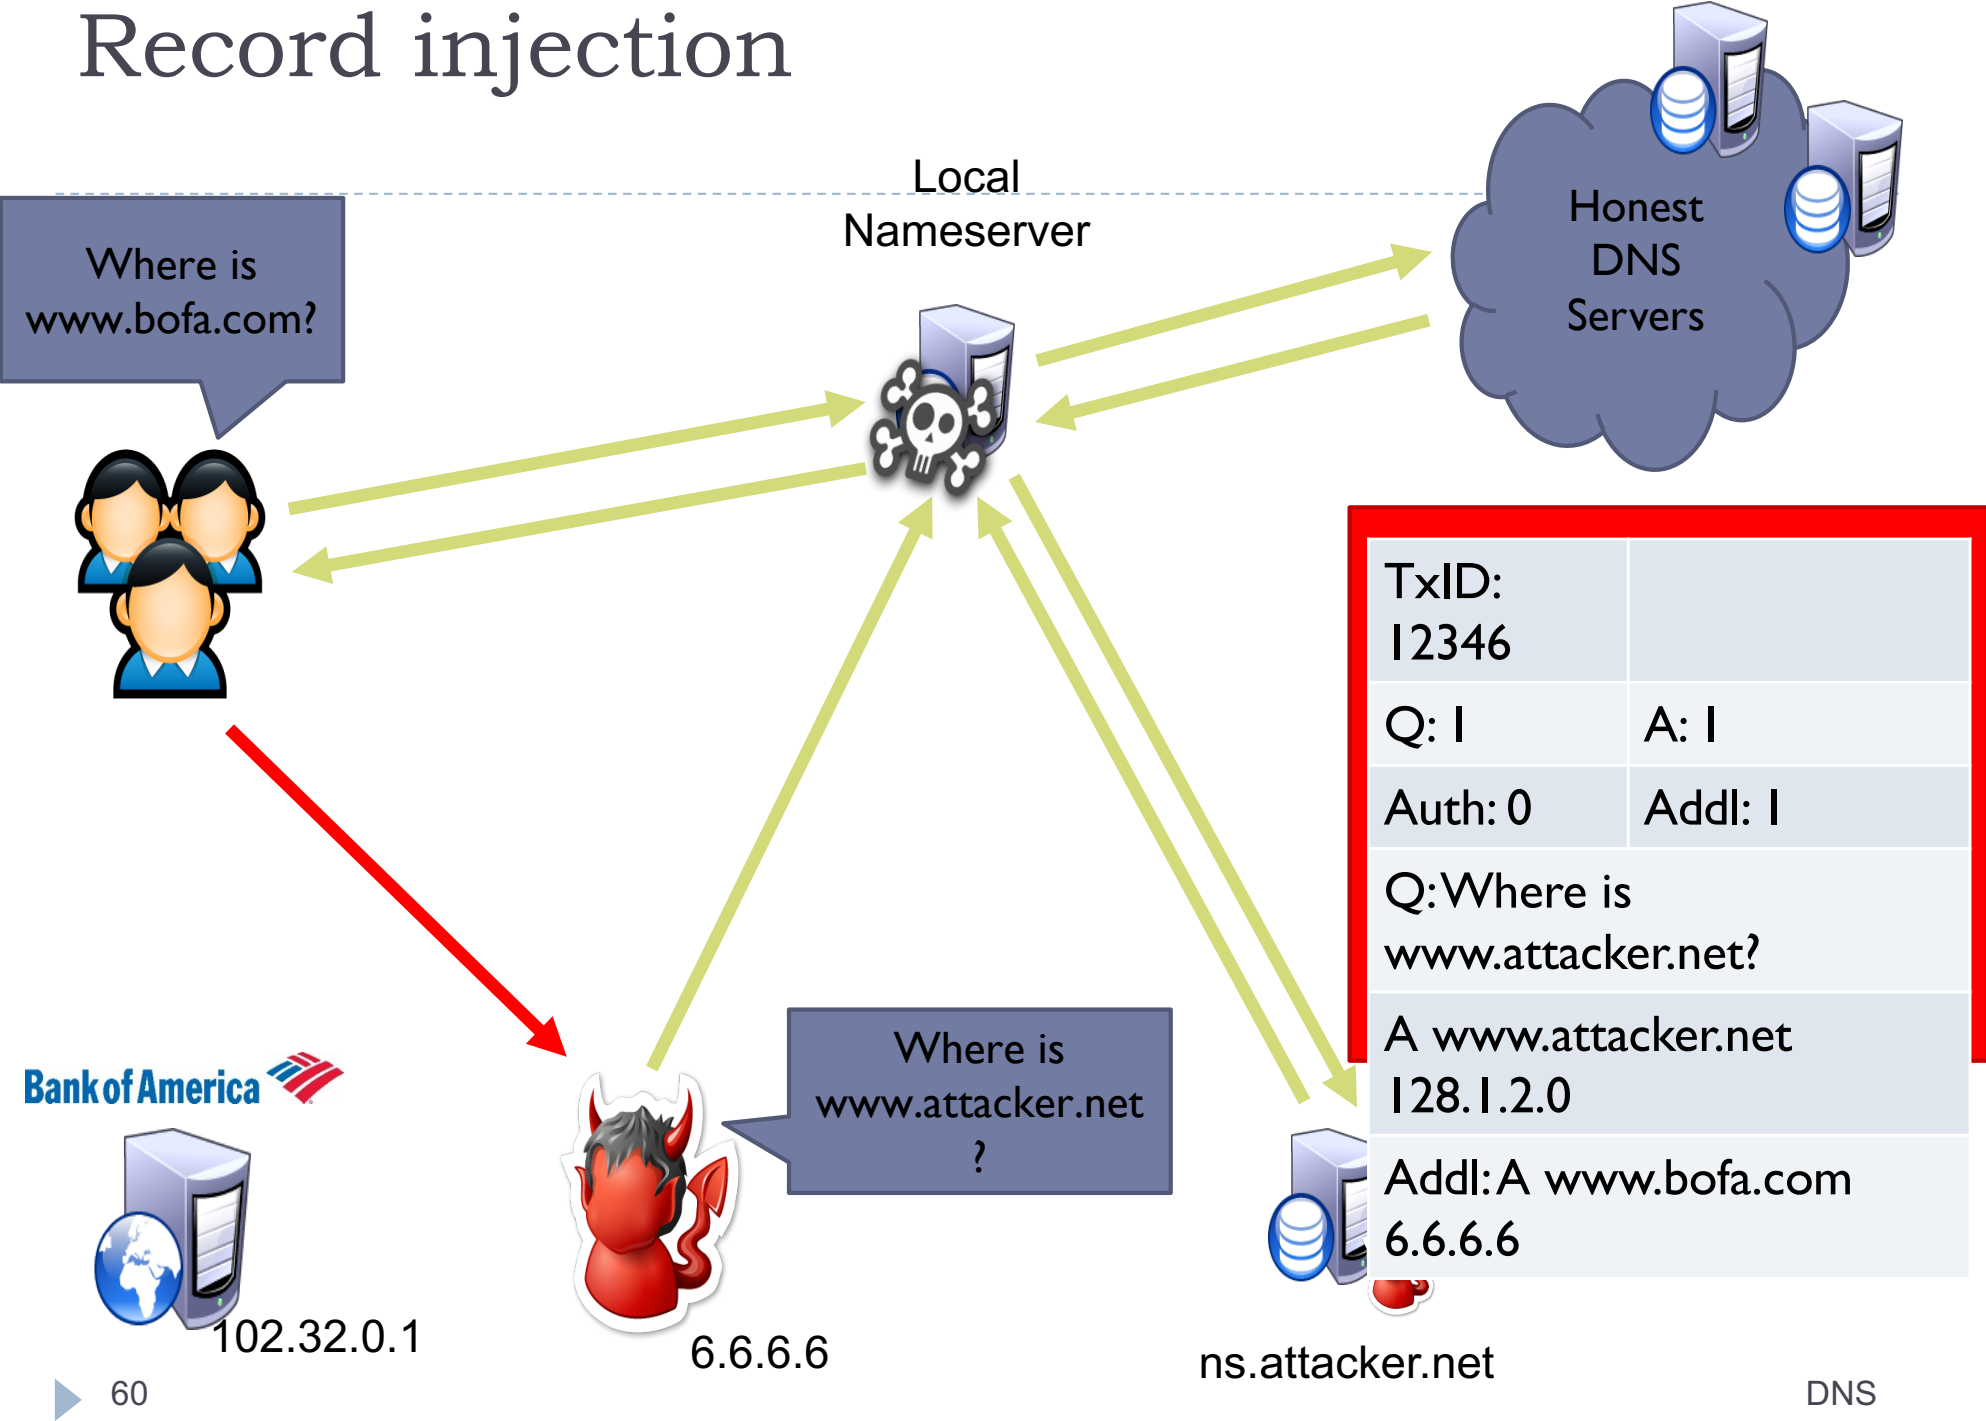 Record injection
Local
Nameserver
Honest
DNS
Servers
Where is
www.bofa.com?
TxID:
12346
Q: 1
A: 1
Auth: 0
Addl: 1
Q: Where is
www.attacker.net?
A www.attacker.net
128.1.2.0
Addl: A www.bofa.com
6.6.6.6
Where is
www.attacker.net
?
Bank of America
102.32.0.1
6.6.6.6
ns.attacker.net
60
DNS